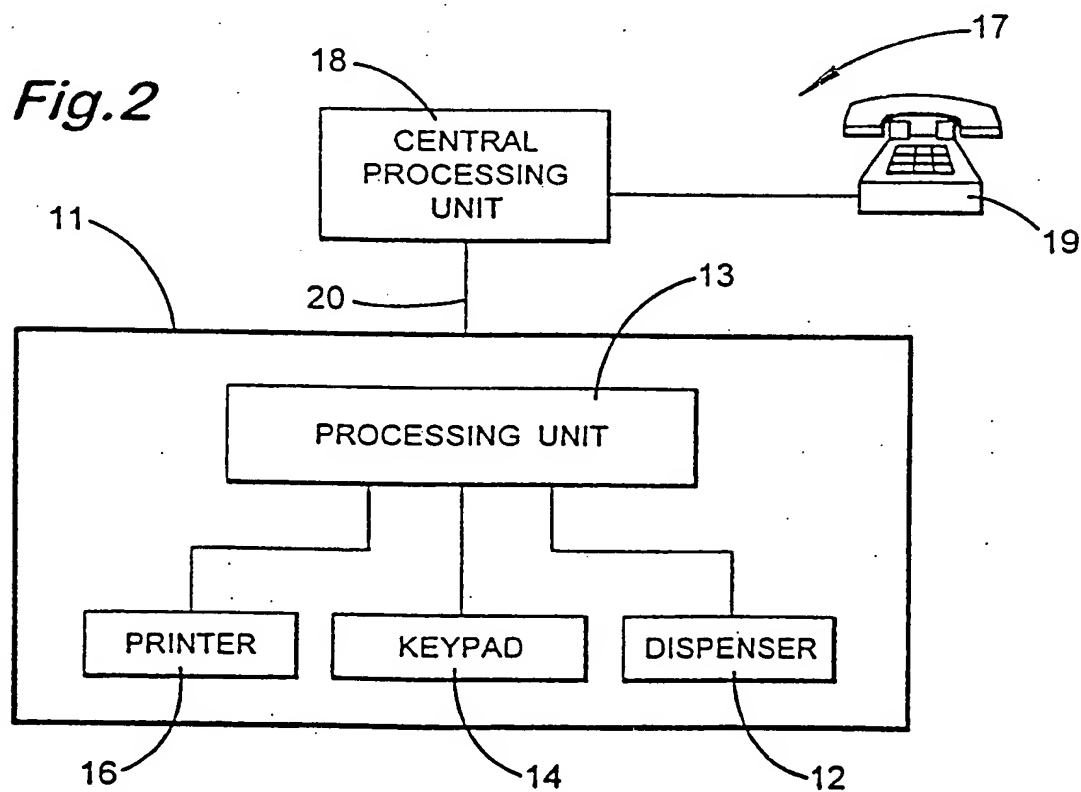 Fig.2
17
18
CENTRAL
PROCESSING
UNIT
19
11
20
13
PROCESSING UNIT
PRINTER
KEYPAD
DISPENSER
16
14
12